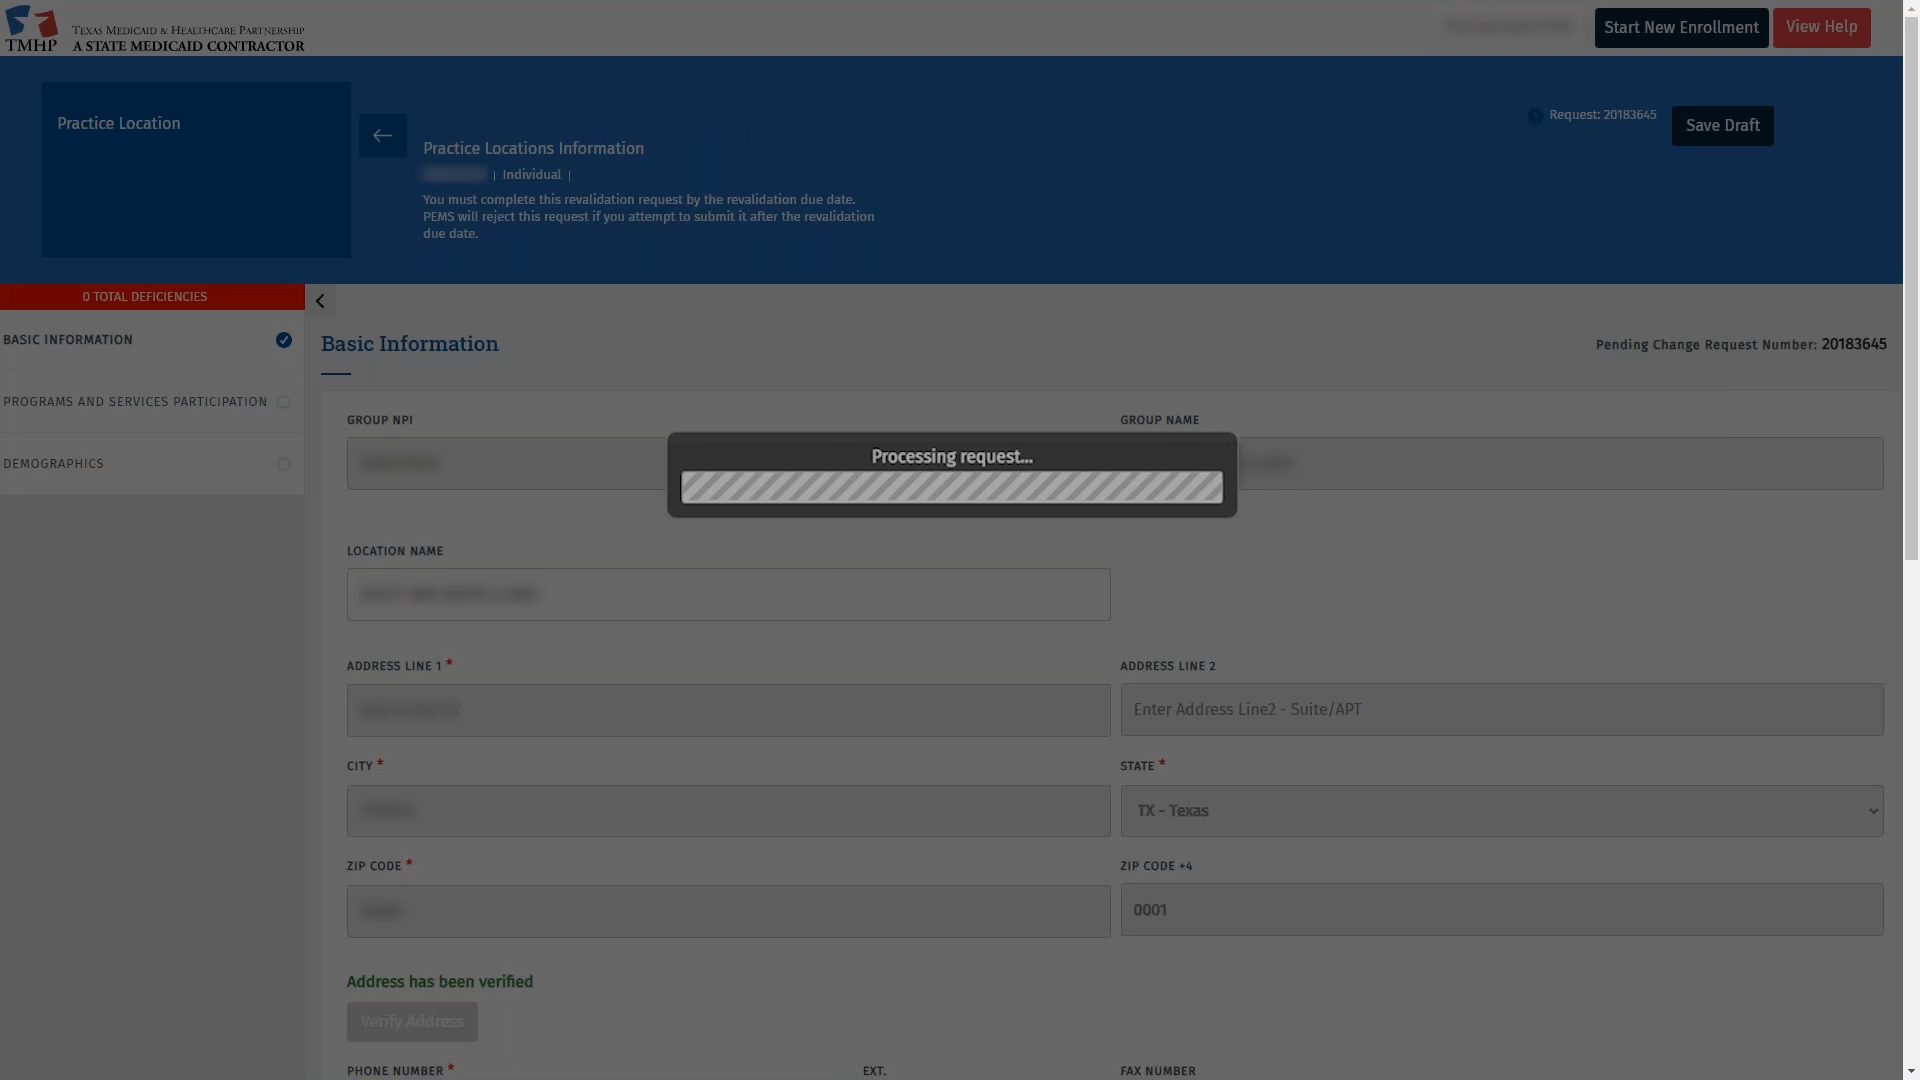 TMHP
TEXAS MEDICAID & HEALTHCARE PARTNERSHIP
A STATE MEDICAID CONTRACTOR
Start New Enrollment
View Help
Practice Location
Practice Locations Information
| Individual |
You must complete this revalidation request by the revalidation due date.
PEMS will reject this request if you attempt to submit it after the revalidation
due date.
Request: 20183645
Save Draft
0 TOTAL DEFICIENCIES
BASIC INFORMATION
PROGRAMS AND SERVICES PARTICIPATION
DEMOGRAPHICS
Basic Information
Pending Change Request Number: 20183645
GROUP NPI
GROUP NAME
Processing request...
LOCATION NAME
ADDRESS LINE 1 *
ADDRESS LINE 2
Enter Address Line2 - Suite/APT
CITY *
STATE *
TX - Texas
ZIP CODE *
ZIP CODE +4
0001
Address has been verified
Verify Address
PHONE NUMBER *
EXT.
FAX NUMBER